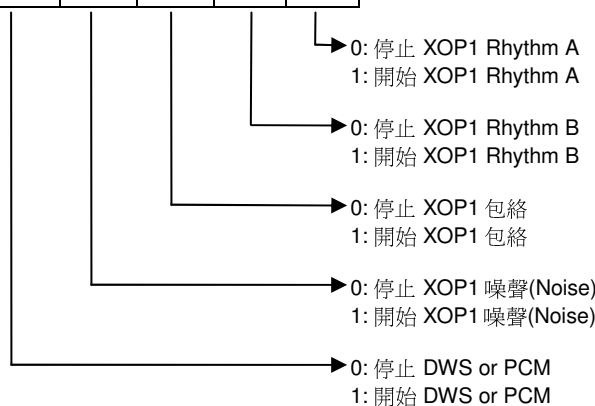 0: 停止 XOP1 Rhythm A
1: 開始 XOP1 Rhythm A
0: 停止 XOP1 Rhythm B
1: 開始 XOP1 Rhythm B
0: 停止 XOP1 包絡
1: 開始 XOP1 包絡
0: 停止 XOP1 噪聲(Noise)
1: 開始 XOP1 噪聲(Noise)
0: 停止 DWS or PCM
1: 開始 DWS or PCM